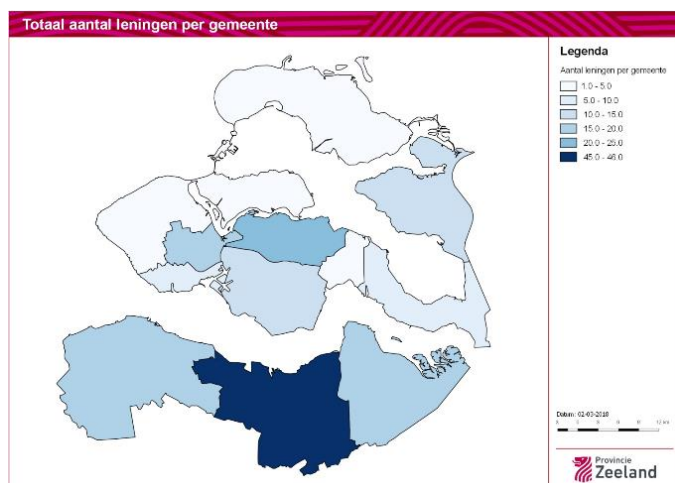 Totaal aantal leningen per gemeente
Legenda
Aantal leningen per gemeente
1.0 - 5.0
5.0 - 10.0
10.0 - 15.0
15.0 - 20.0
20.0 - 25.0
45.0 - 46.0
Datum: 02-03-2018
12 km
Provincie
Zeeland